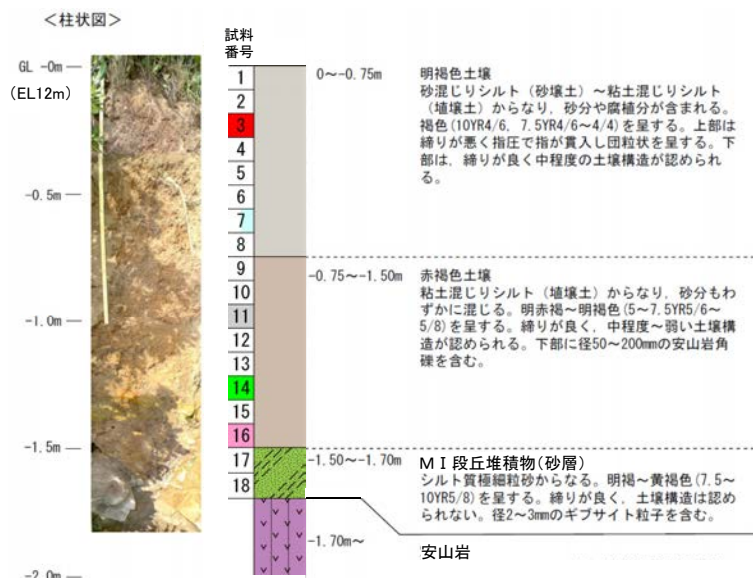 <柱状図>
試料
番号
GL -0m
(EL12m)
-0.5m
-1.0m
-1.5m
-2.0m
1
2
3
4
5
6
7
8
9
10
11
12
13
14
15
16
17
18
0～-0.75m
明褐色土壌
砂混じりシルト(砂壌土)～粘土混じりシルト
(埴壌土)からなり，砂分や腐植分が含まれる。
褐色(10YR4/6，7.5YR4/6～4/4)を呈する。上部は
締りが悪く指圧で指が貫入し団粒状を呈する。下
部は，締りが良く中程度の土壌構造が認められ
る。
-0.75～-1.50m
赤褐色土壌
粘土混じりシルト(埴壌土)からなり，砂分もわ
ずかに混じる。明赤褐～明褐色(5～7.5YR5/6～
5/8)を呈する。締りが良く，中程度～弱い土壌構
造が認められる。下部に径50～200mmの安山岩角
礫を含む。
-1.50～-1.70m
ＭⅠ段丘堆積物(砂層)
シルト質極細粒砂からなる。明褐～黄褐色(7.5～
10YR5/8)を呈する。締りが良く，土壌構造は認め
られない。径2～3mmのギブサイト粒子を含む。
-1.70m～
安山岩